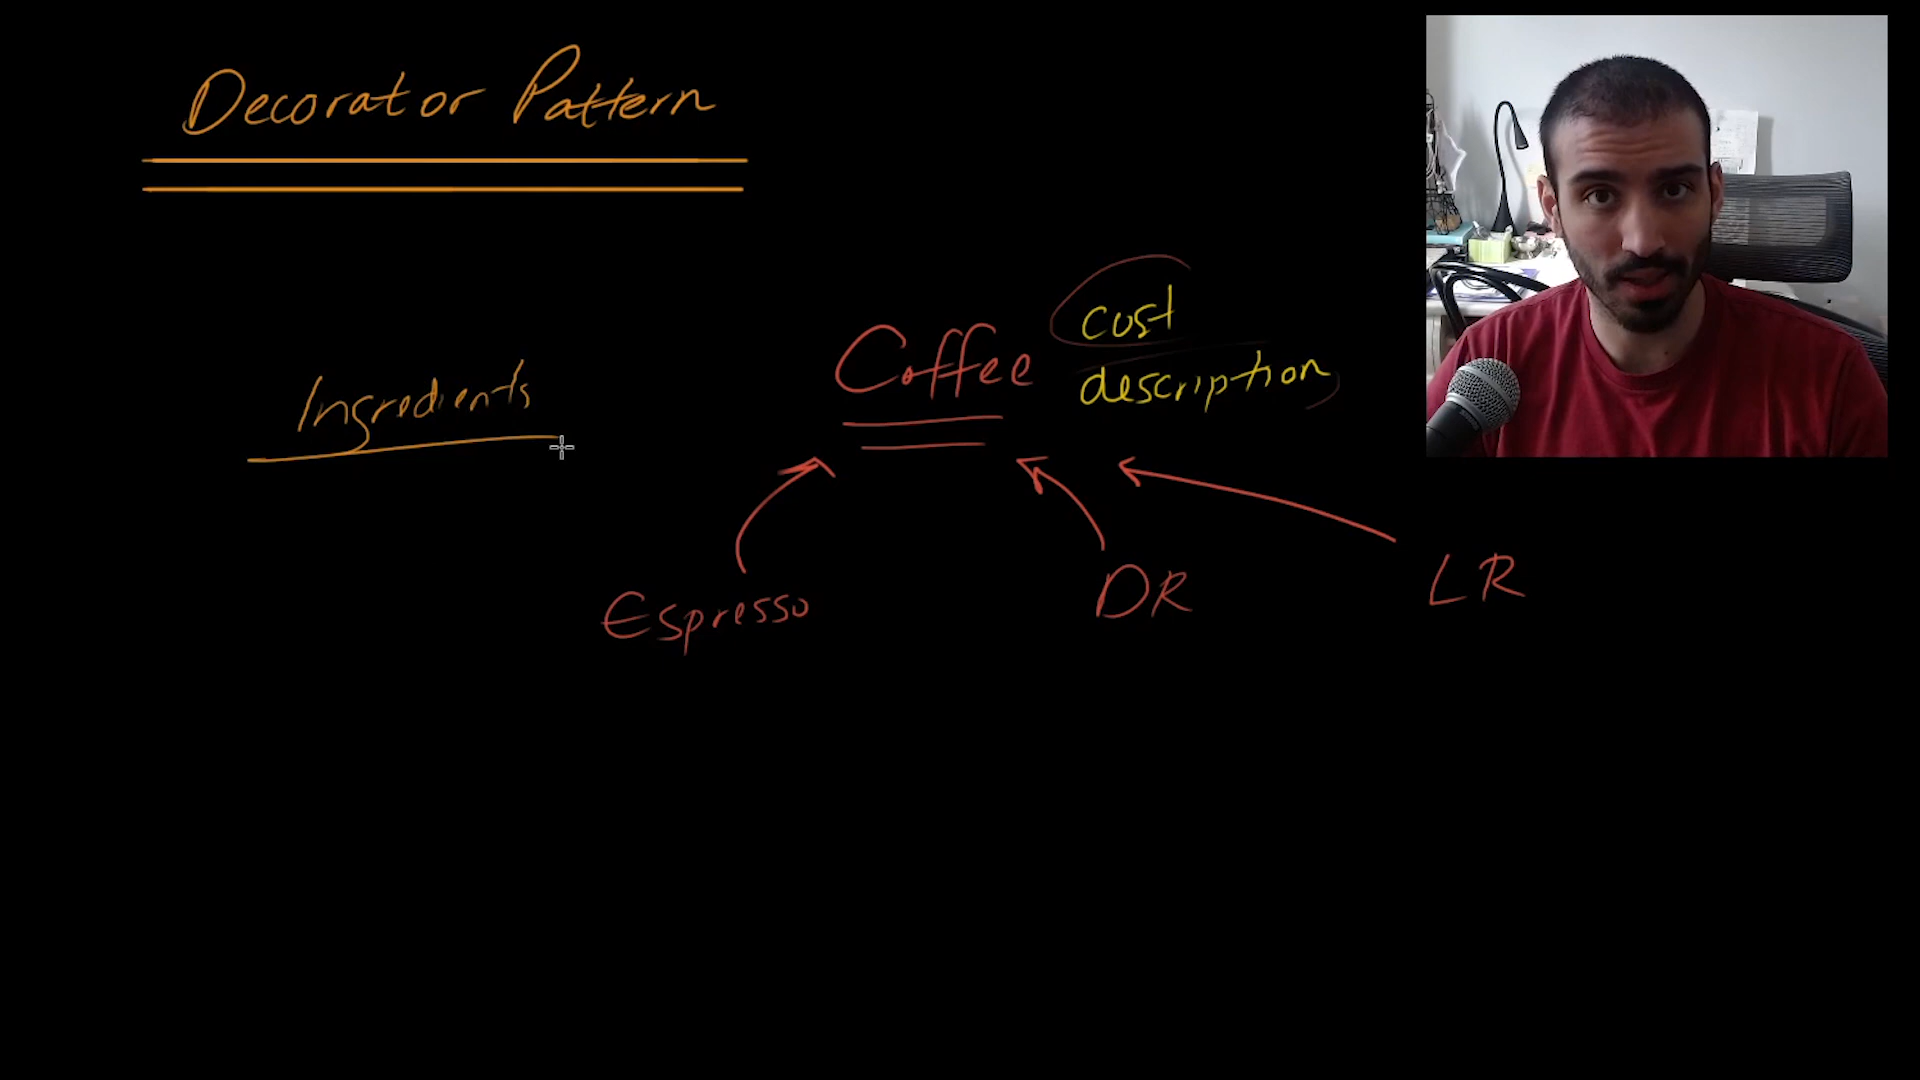 Decorator Pattern
cost
Coffee
description
Ingredients
Espresso
DR
LR